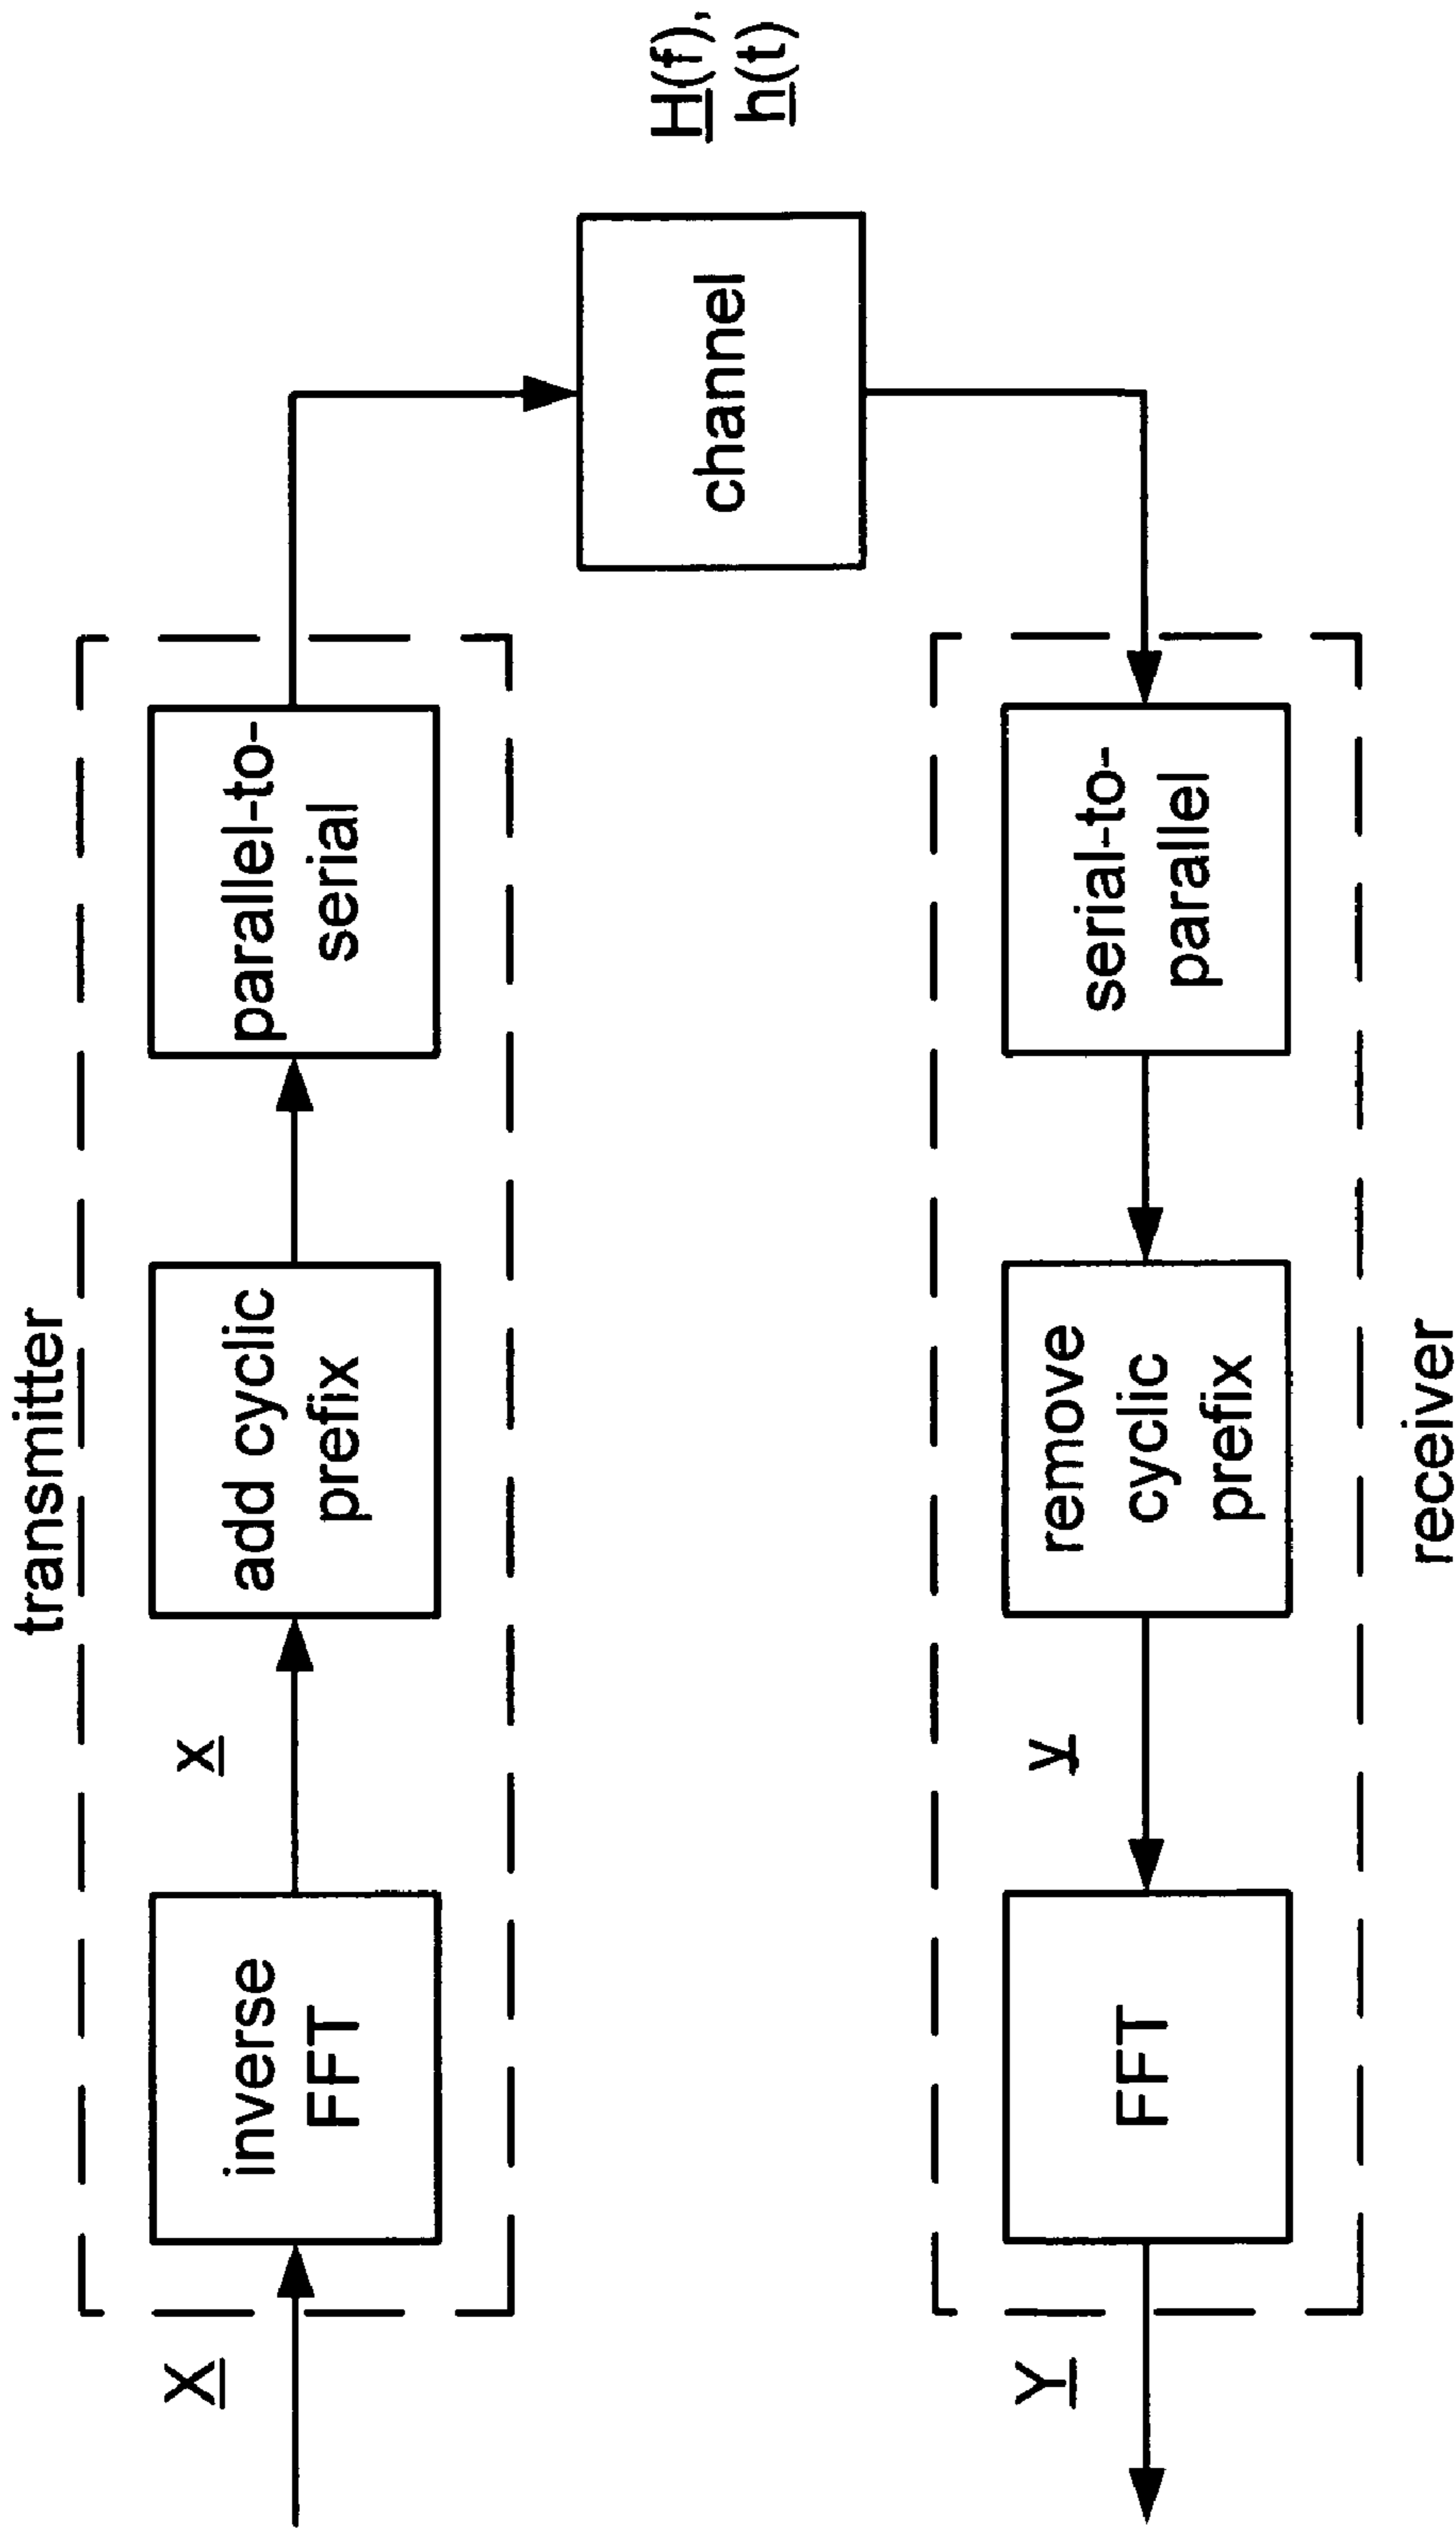 transmitter
X
inverse
FFT
x
add cyclic
prefix
parallel-to-
serial
channel
H(f),
h(t)
serial-to-
parallel
remove
cyclic
prefix
y
FFT
Y
receiver